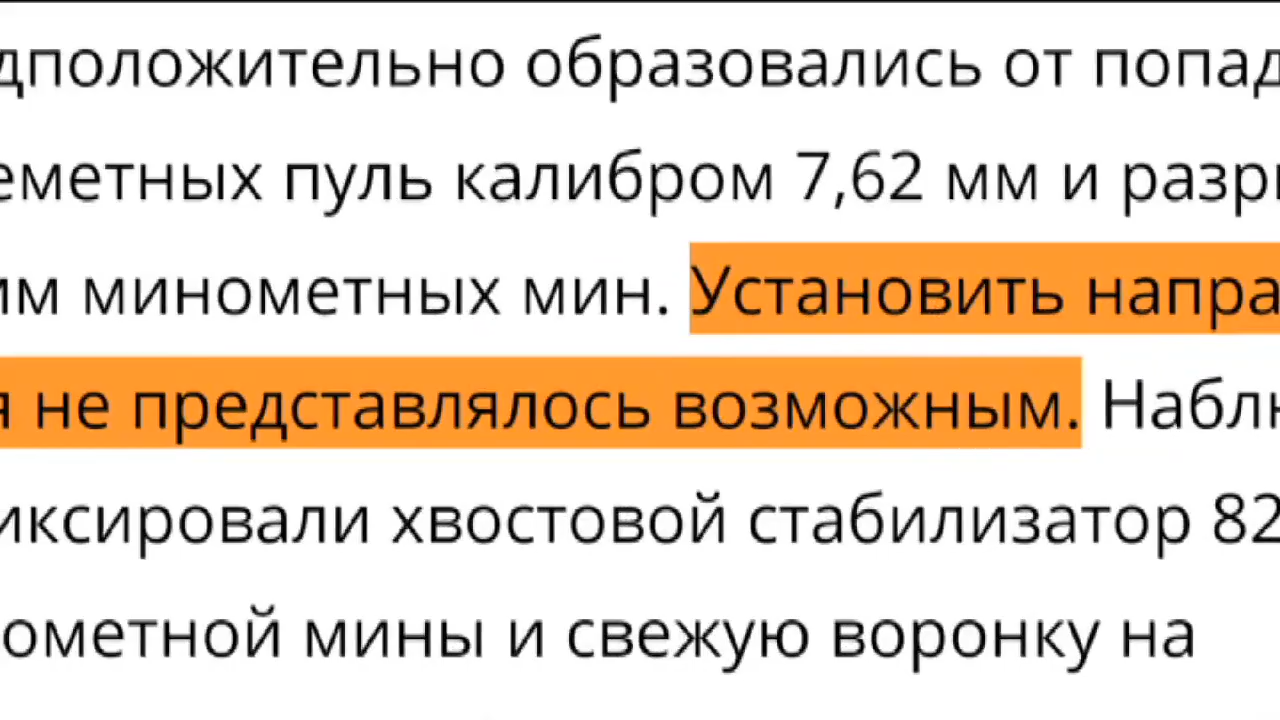 дположительно образовались от попад
еметных пуль калибром 7,62 мм и разр
им минометных мин. Установить напра
я не представлялось возможным. Набл
иксировали хвостовой стабилизатор 82
ометной мины и свежую воронку на